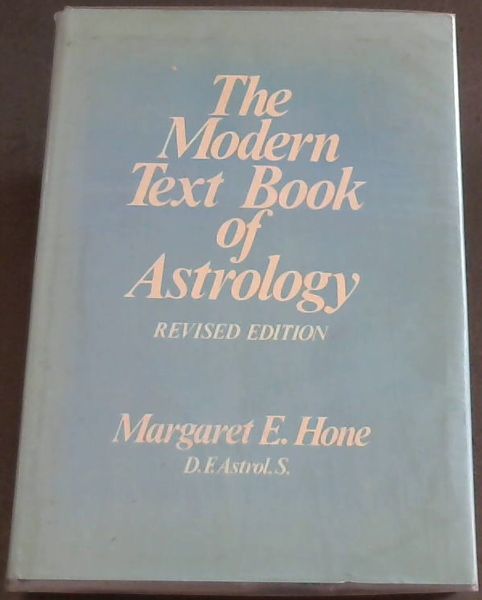 The
Modern
Text Book
of
Astrology
REVISED EDITION
Margaret E. Hone
D. F. Astrol. S.